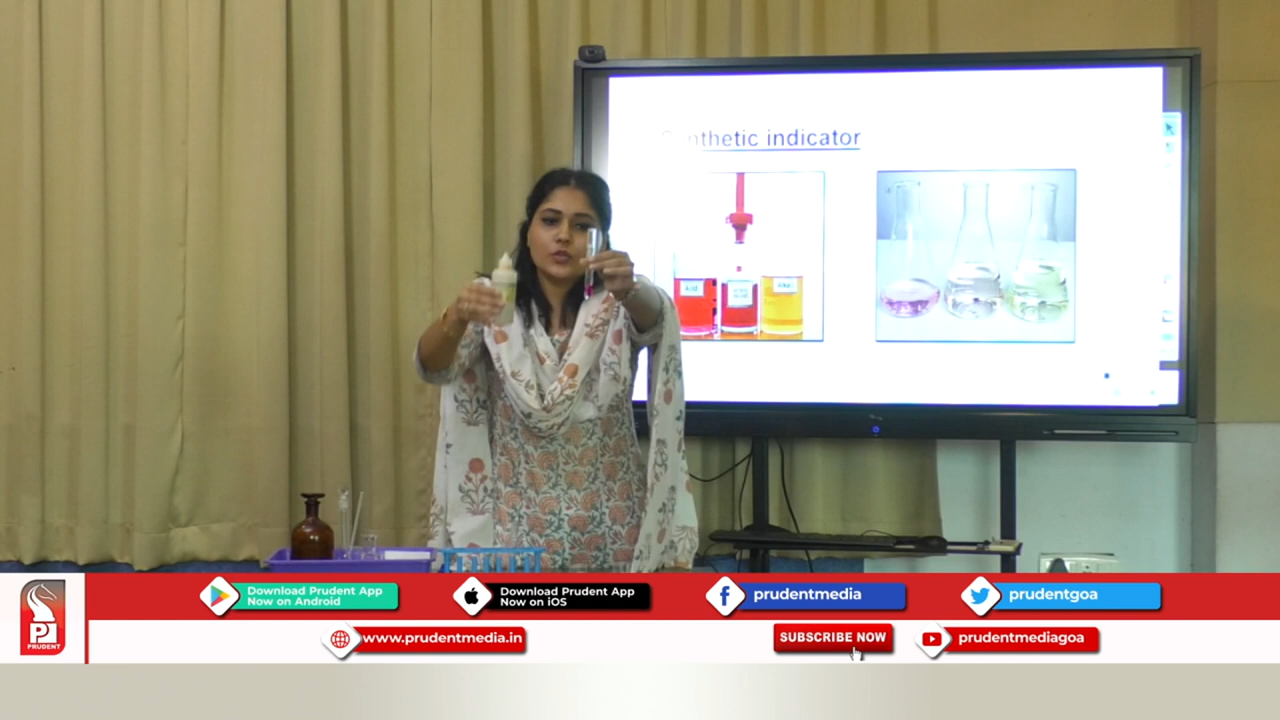 Synthetic indicator
Acid
Download Prudent App
Now on Android
Download Prudent App
Now on iOS
prudentmedia
prudentgoa
PRUDENT
www.prudentmedia.in
SUBSCRIBE NOW
prudentmediagoa